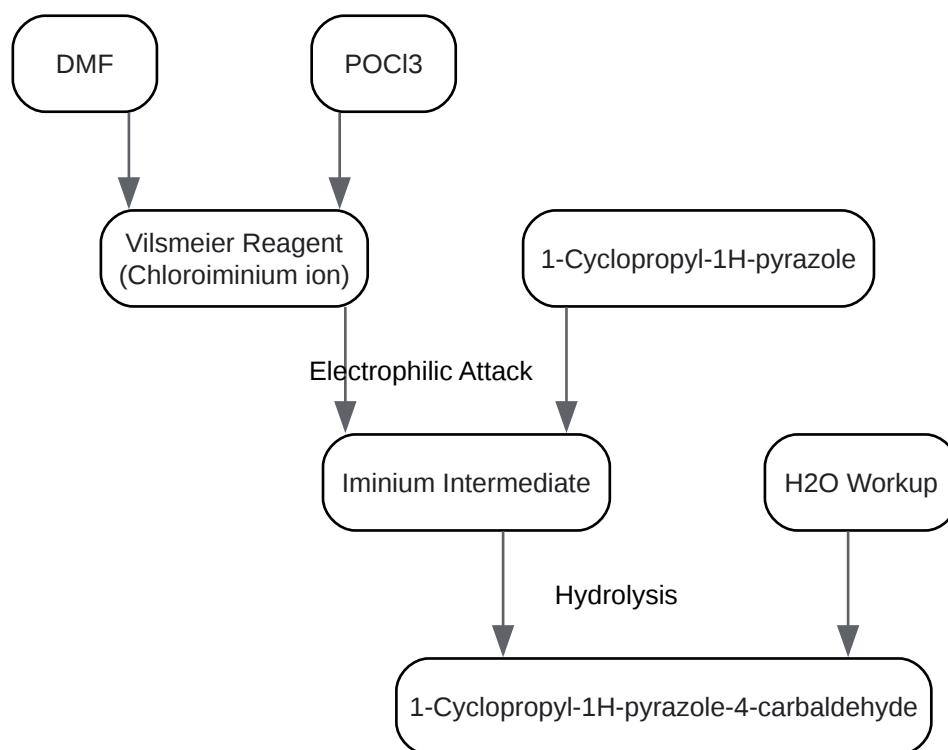 DMF
POCl3
Vilsmeier Reagent
(Chloroiminium ion)
1-Cyclopropyl-1H-pyrazole
Electrophilic Attack
Iminium Intermediate
H2O Workup
Hydrolysis
1-Cyclopropyl-1H-pyrazole-4-carbaldehyde